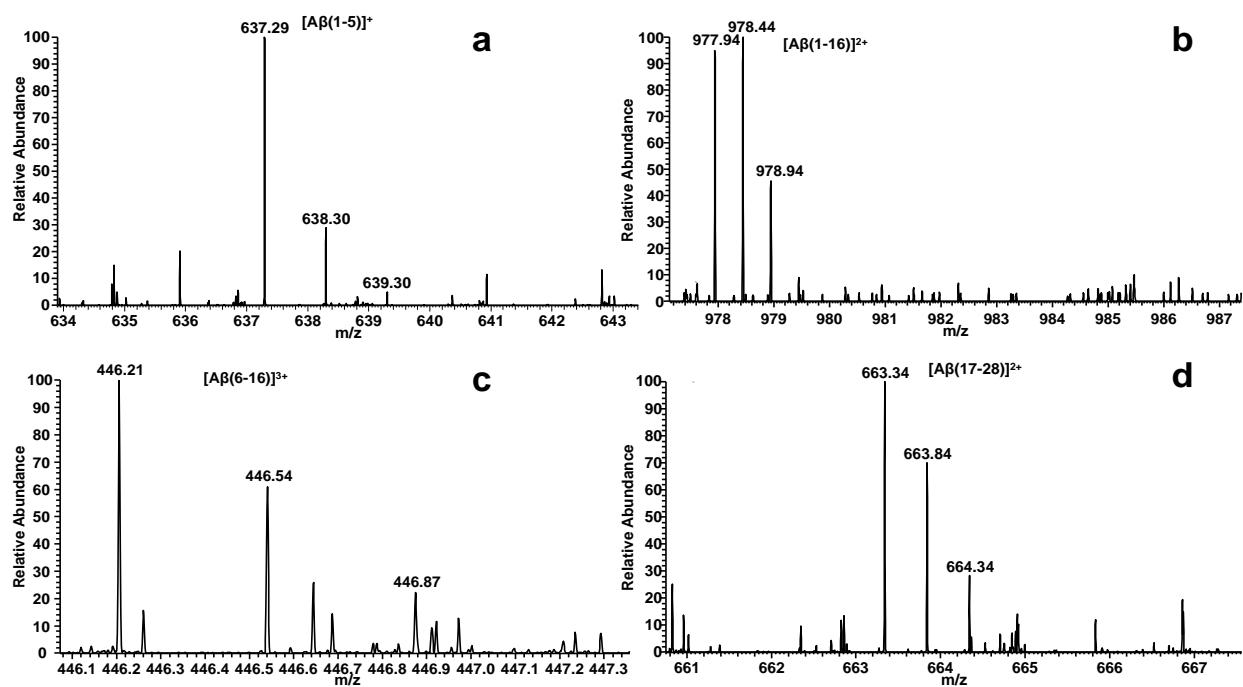 [Aβ(1-5)]⁺
a
637.29
638.30
639.30
100
90
80
70
60
50
40
30
20
10
0
Relative Abundance
634 635 636 637 638 639 640 641 642 643
m/z
978.44
977.94
[Aβ(1-16)]²⁺
b
978.94
100
90
80
70
60
50
40
30
20
10
0
Relative Abundance
978 979 980 981 982 983 984 985 986 987
m/z
446.21
[Aβ(6-16)]³⁺
c
446.54
446.87
100
90
80
70
60
50
40
30
20
10
0
Relative Abundance
446.1 446.2 446.3 446.4 446.5 446.6 446.7 446.8 446.9 447.0 447.1 447.2 447.3
m/z
663.34
[Aβ(17-28)]²⁺
d
663.84
664.34
100
90
80
70
60
50
40
30
20
10
0
Relative Abundance
661 662 663 664 665 666 667
m/z